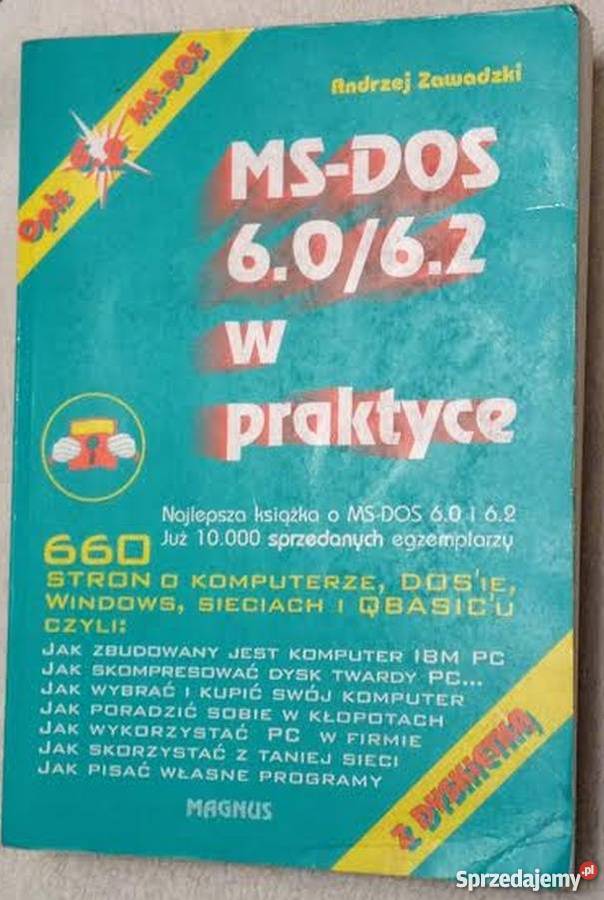 Andrzej Zawadzki
Opis 6.2 MS-DOS
MS-DOS
6.0/6.2
w
praktyce
Najlepsza książka o MS-DOS 6.0 i 6.2
Już 10.000 sprzedanych egzemplarzy
660
STRON O KOMPUTERZE, DOS'IE,
WINDOWS, SIECIACH I QBASIC'U
CZYLI:
JAK ZBUDOWANY JEST KOMPUTER IBM PC
JAK SKOMPRESOWAĆ DYSK TWARDY PC...
JAK WYBRAĆ I KUPIĆ SWÓJ KOMPUTER
JAK PORADZIĆ SOBIE W KŁOPOTACH
JAK WYKORZYSTAĆ PC W FIRMIE
JAK SKORZYSTAĆ Z TANIEJ SIECI
JAK PISAĆ WŁASNE PROGRAMY
Z DYSKIETKĄ
MAGNUS
Sprzedajemy.pl